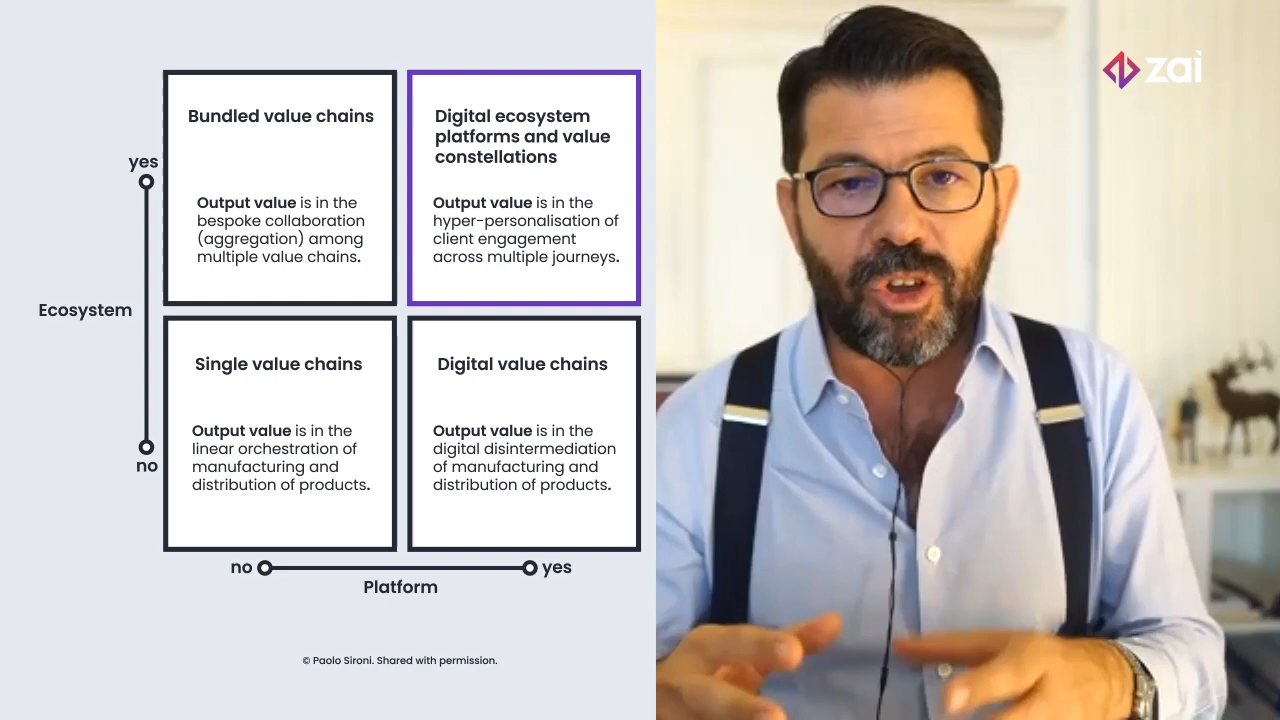 zai
Bundled value chains
Output value is in the
bespoke collaboration
(aggregation) among
multiple value chains.
Digital ecosystem
platforms and value
constellations
Output value is in the
hyper-personalisation of
client engagement
across multiple journeys.
yes
Ecosystem
no
Single value chains
Output value is in the
linear orchestration of
manufacturing and
distribution of products.
Digital value chains
Output value is in the
digital disintermediation
of manufacturing and
distribution of products.
no
yes
Platform
© Paolo Sironi. Shared with permission.